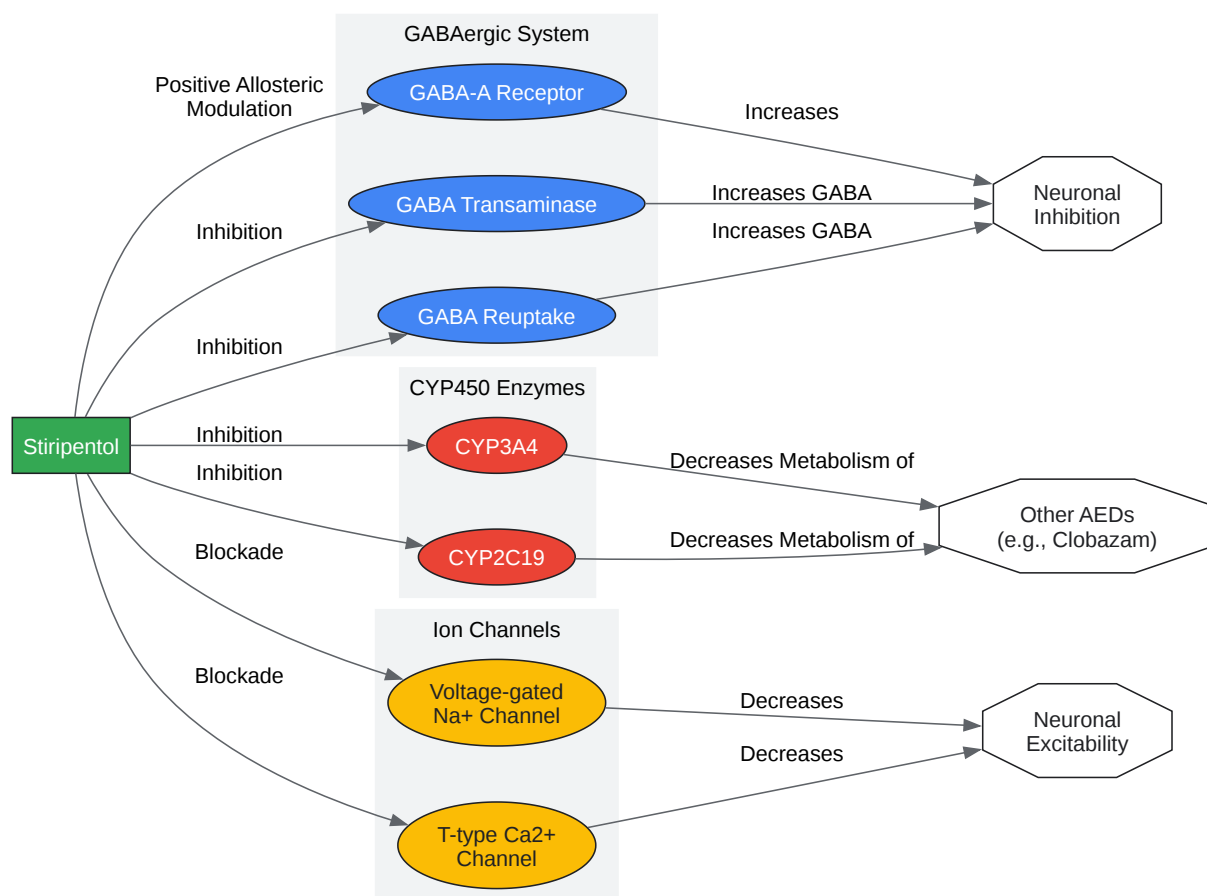 GABAergic System
Positive Allosteric
Modulation
GABA-A Receptor
Increases
GABA Transaminase
Increases GABA
Neuronal
Inhibition
Inhibition
Increases GABA
GABA Reuptake
Inhibition
CYP450 Enzymes
Stiripentol
Inhibition
CYP3A4
Decreases Metabolism of
Inhibition
Other AEDs
(e.g., Clobazam)
Blockade
CYP2C19
Decreases Metabolism of
Ion Channels
Blockade
Voltage-gated
Na+ Channel
Decreases
Neuronal
Excitability
Decreases
T-type Ca2+
Channel